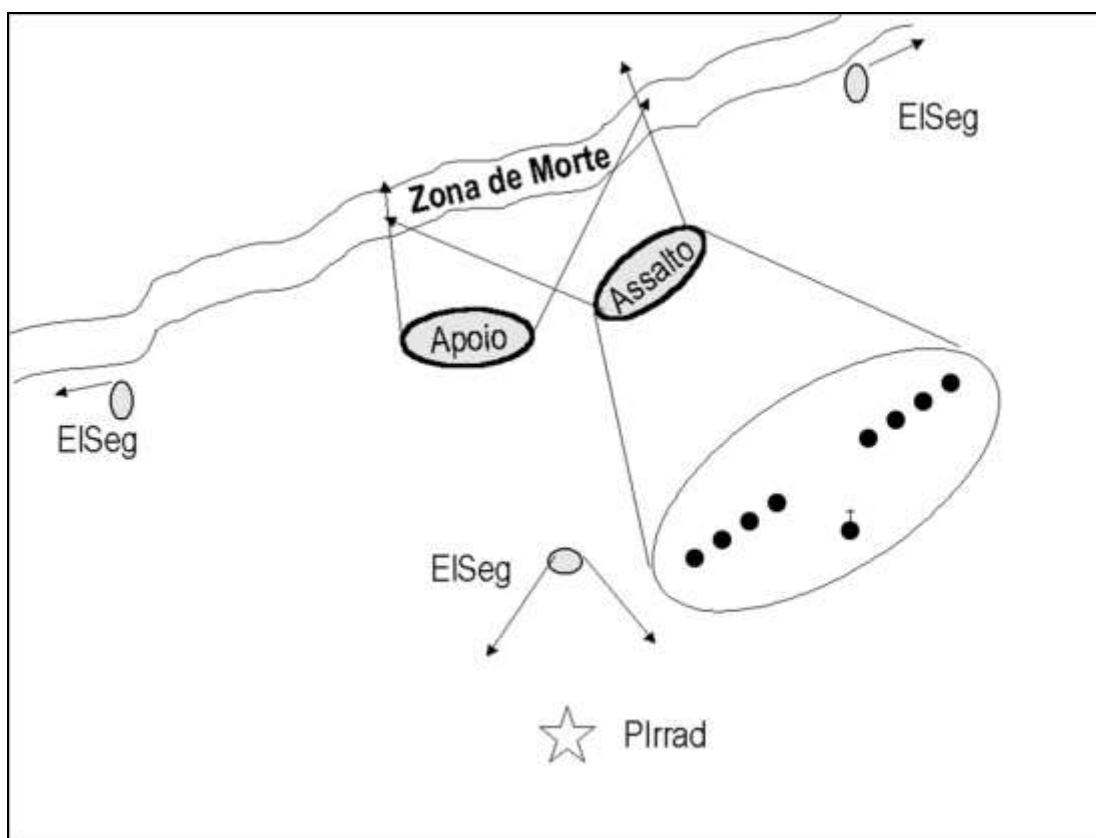 ElSeg
Zona de Morte
Assalto
Apoio
ElSeg
ElSeg
PIrrad